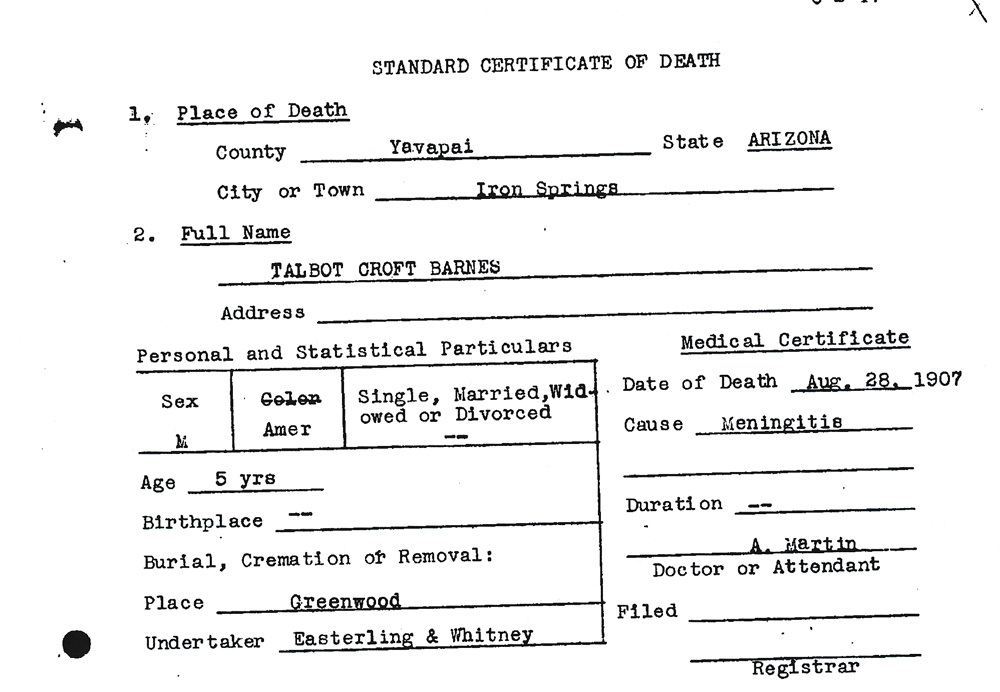 STANDARD CERTIFICATE OF DEATH
1. Place of Death
County Yavapai State ARIZONA
City or Town Iron Springs
2. Full Name
TALBOT CROFT BARNES
Address
Personal and Statistical Particulars
Sex
M
Color
Amer
Single, Married, Wid-
owed or Divorced
--
Age 5 yrs
Birthplace --
Burial, Cremation or Removal:
Place Greenwood
Undertaker Easterling & Whitney
Medical Certificate
Date of Death Aug. 28, 1907
Cause Meningitis
Duration --
A. Martin
Doctor or Attendant
Filed
Registrar